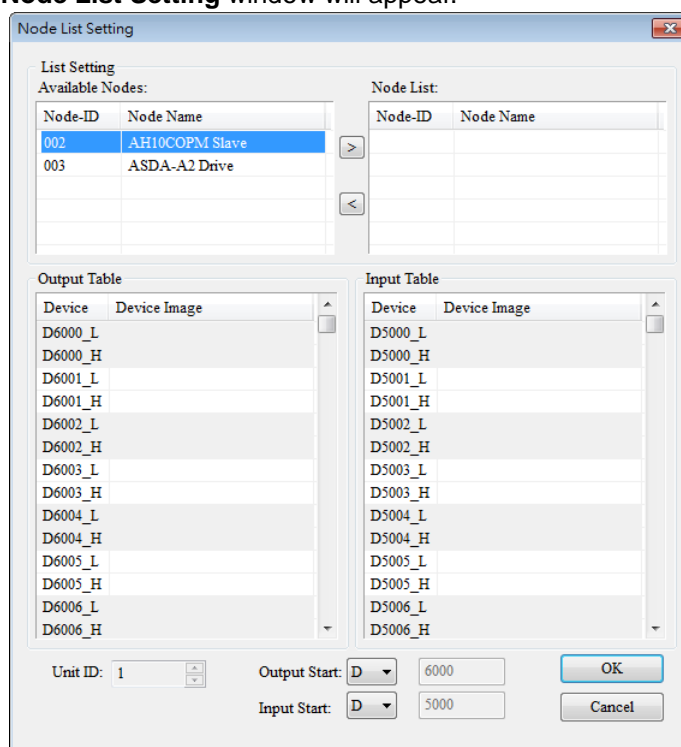 Node List Setting window will appear.
Node List Setting
List Setting
Available Nodes:
Node-ID Node Name
002 AH10COPM Slave
003 ASDA-A2 Drive
>
<
Node List:
Node-ID Node Name
Output Table
Device Device Image
D6000_L
D6000_H
D6001_L
D6001_H
D6002_L
D6002_H
D6003_L
D6003_H
D6004_L
D6004_H
D6005_L
D6005_H
D6006_L
D6006_H
Input Table
Device Device Image
D5000_L
D5000_H
D5001_L
D5001_H
D5002_L
D5002_H
D5003_L
D5003_H
D5004_L
D5004_H
D5005_L
D5005_H
D5006_L
D5006_H
Unit ID: 1
Output Start: D 6000
Input Start: D 5000
OK
Cancel